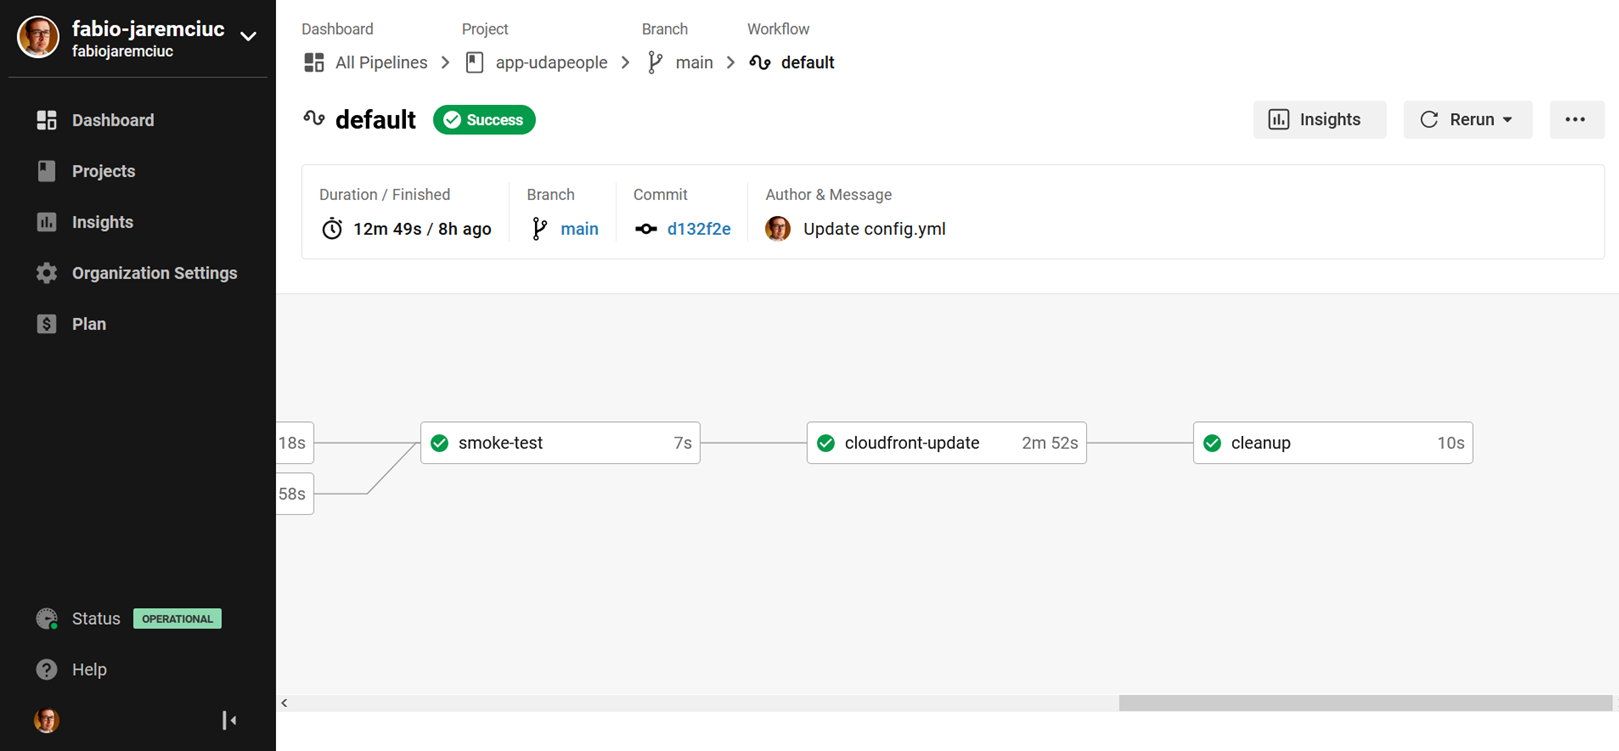 fabio-jaremciuc
fabiojaremciuc
Dashboard
Projects
Insights
Organization Settings
Plan
Status OPERATIONAL
Help
Dashboard Project Branch Workflow
All Pipelines app-udapeople main default
default Success Insights Rerun
Duration / Finished Branch Commit Author & Message
12m 49s / 8h ago main d132f2e Update config.yml
18s smoke-test 7s cloudfront-update 2m 52s cleanup 10s
58s